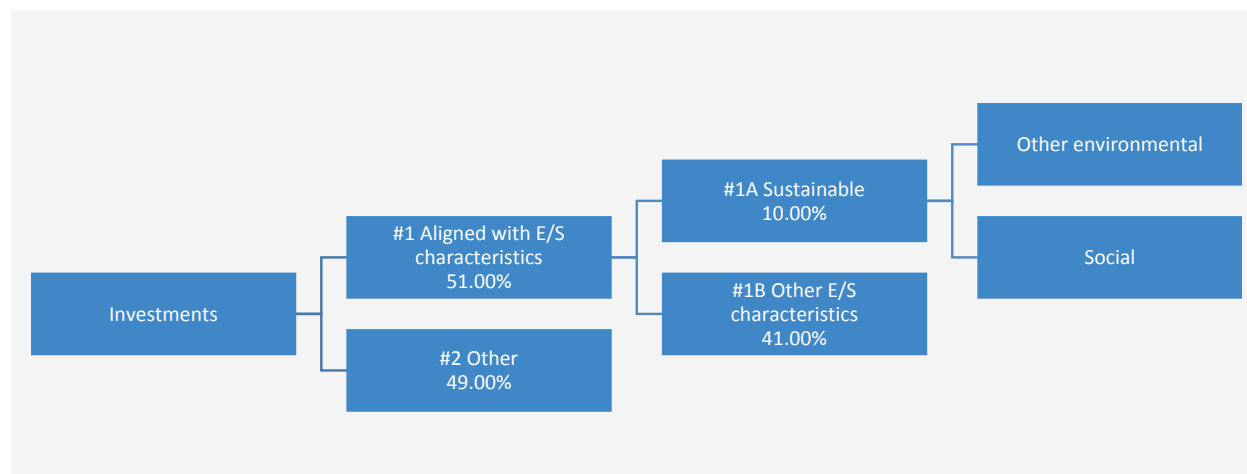 Investments
#1 Aligned with E/S
characteristics
51.00%
#2 Other
49.00%
#1A Sustainable
10.00%
#1B Other E/S
characteristics
41.00%
Other environmental
Social